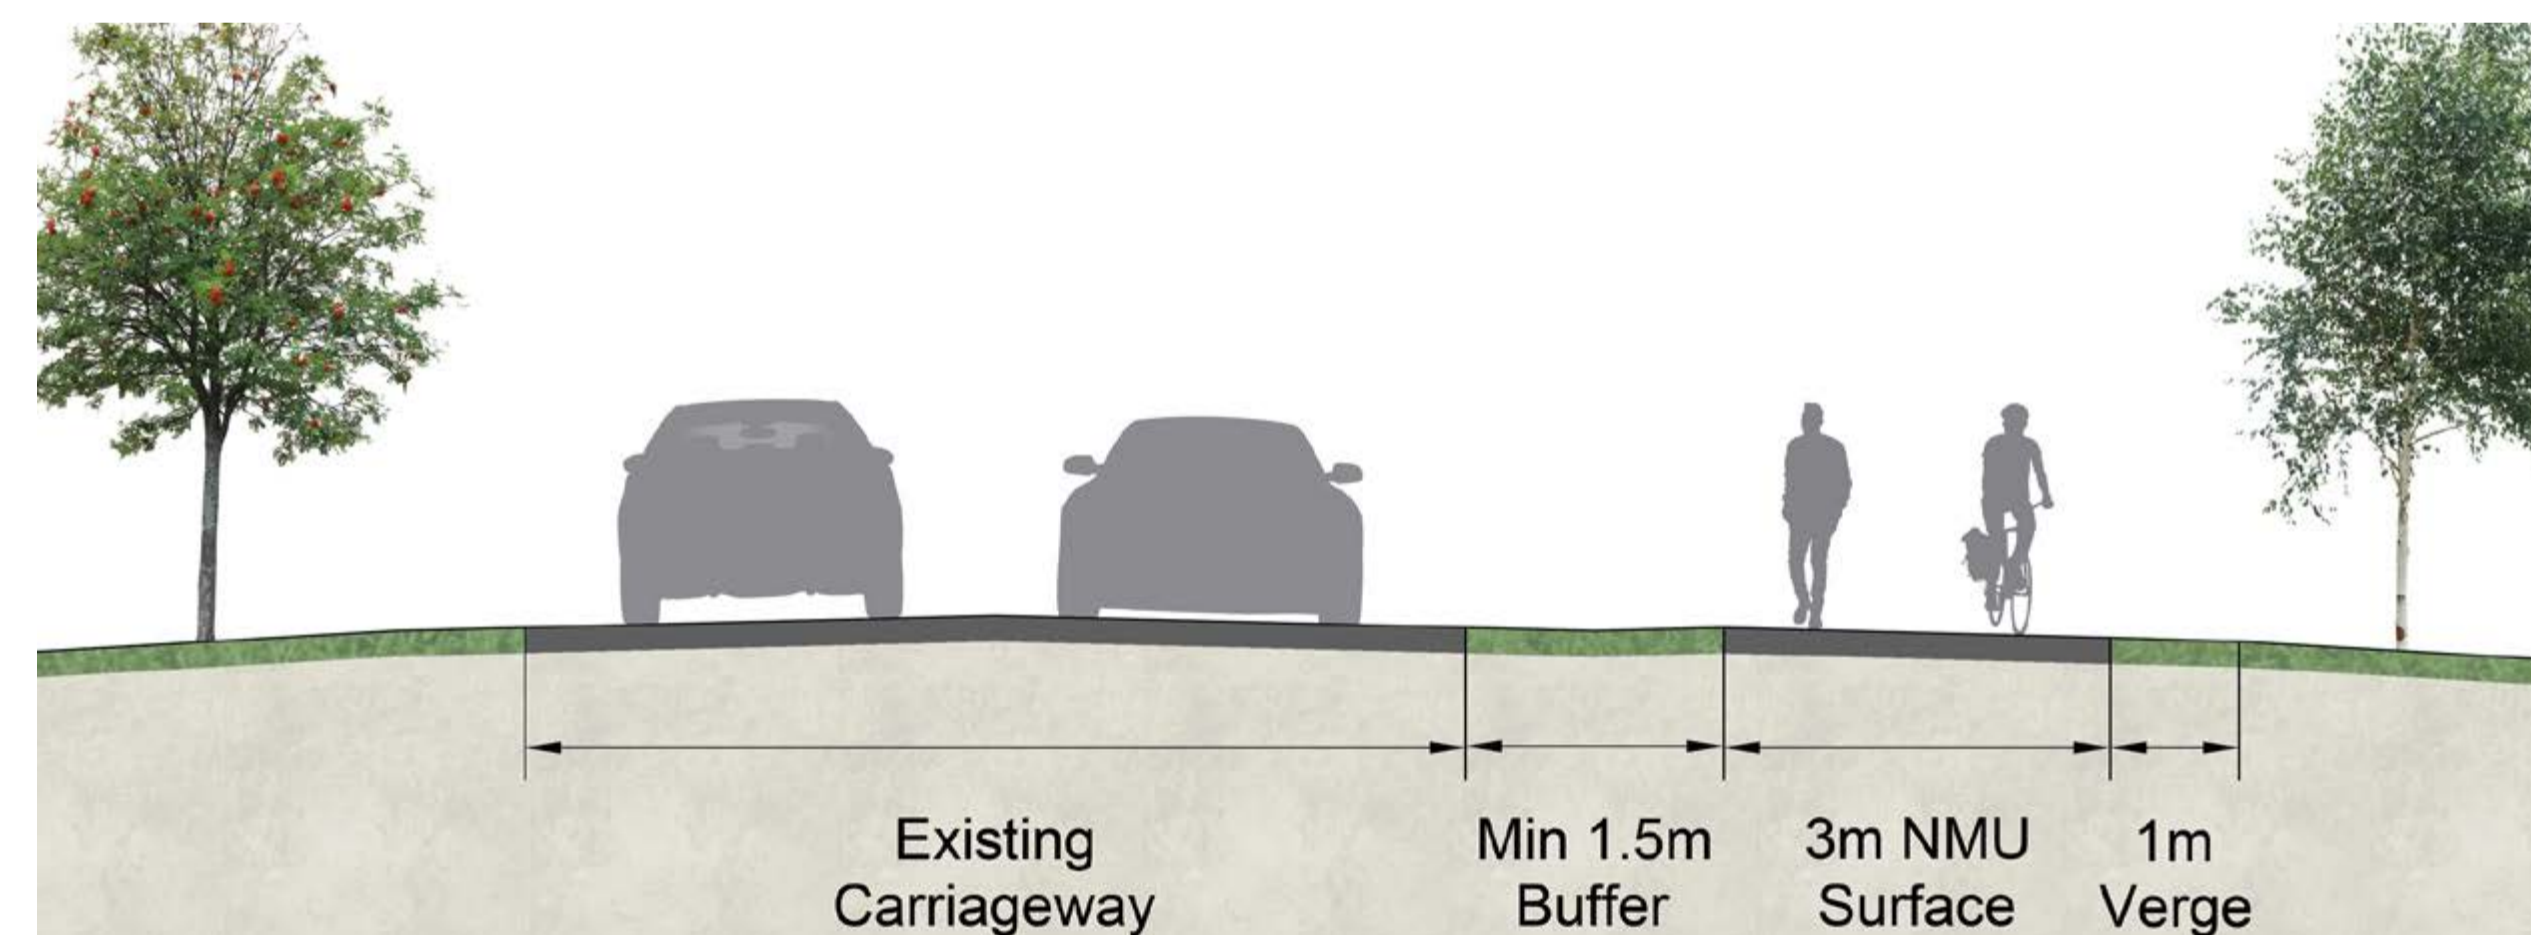 Existing
Carriageway
Min 1.5m
Buffer
3m NMU
Surface
1m
Verge